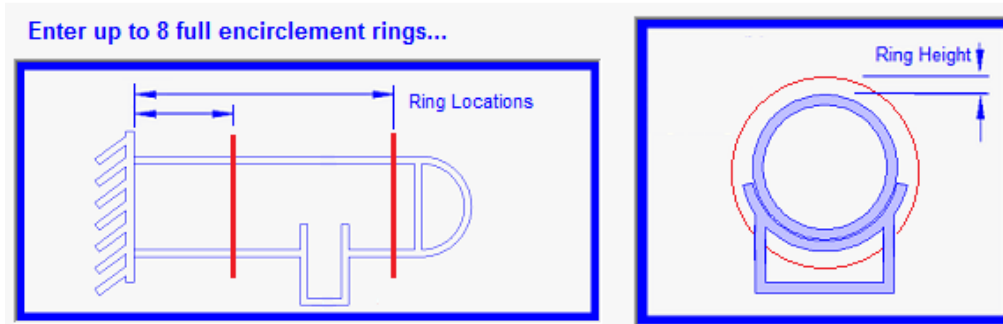 Enter up to 8 full encirclement rings...
Ring Locations
Ring Height